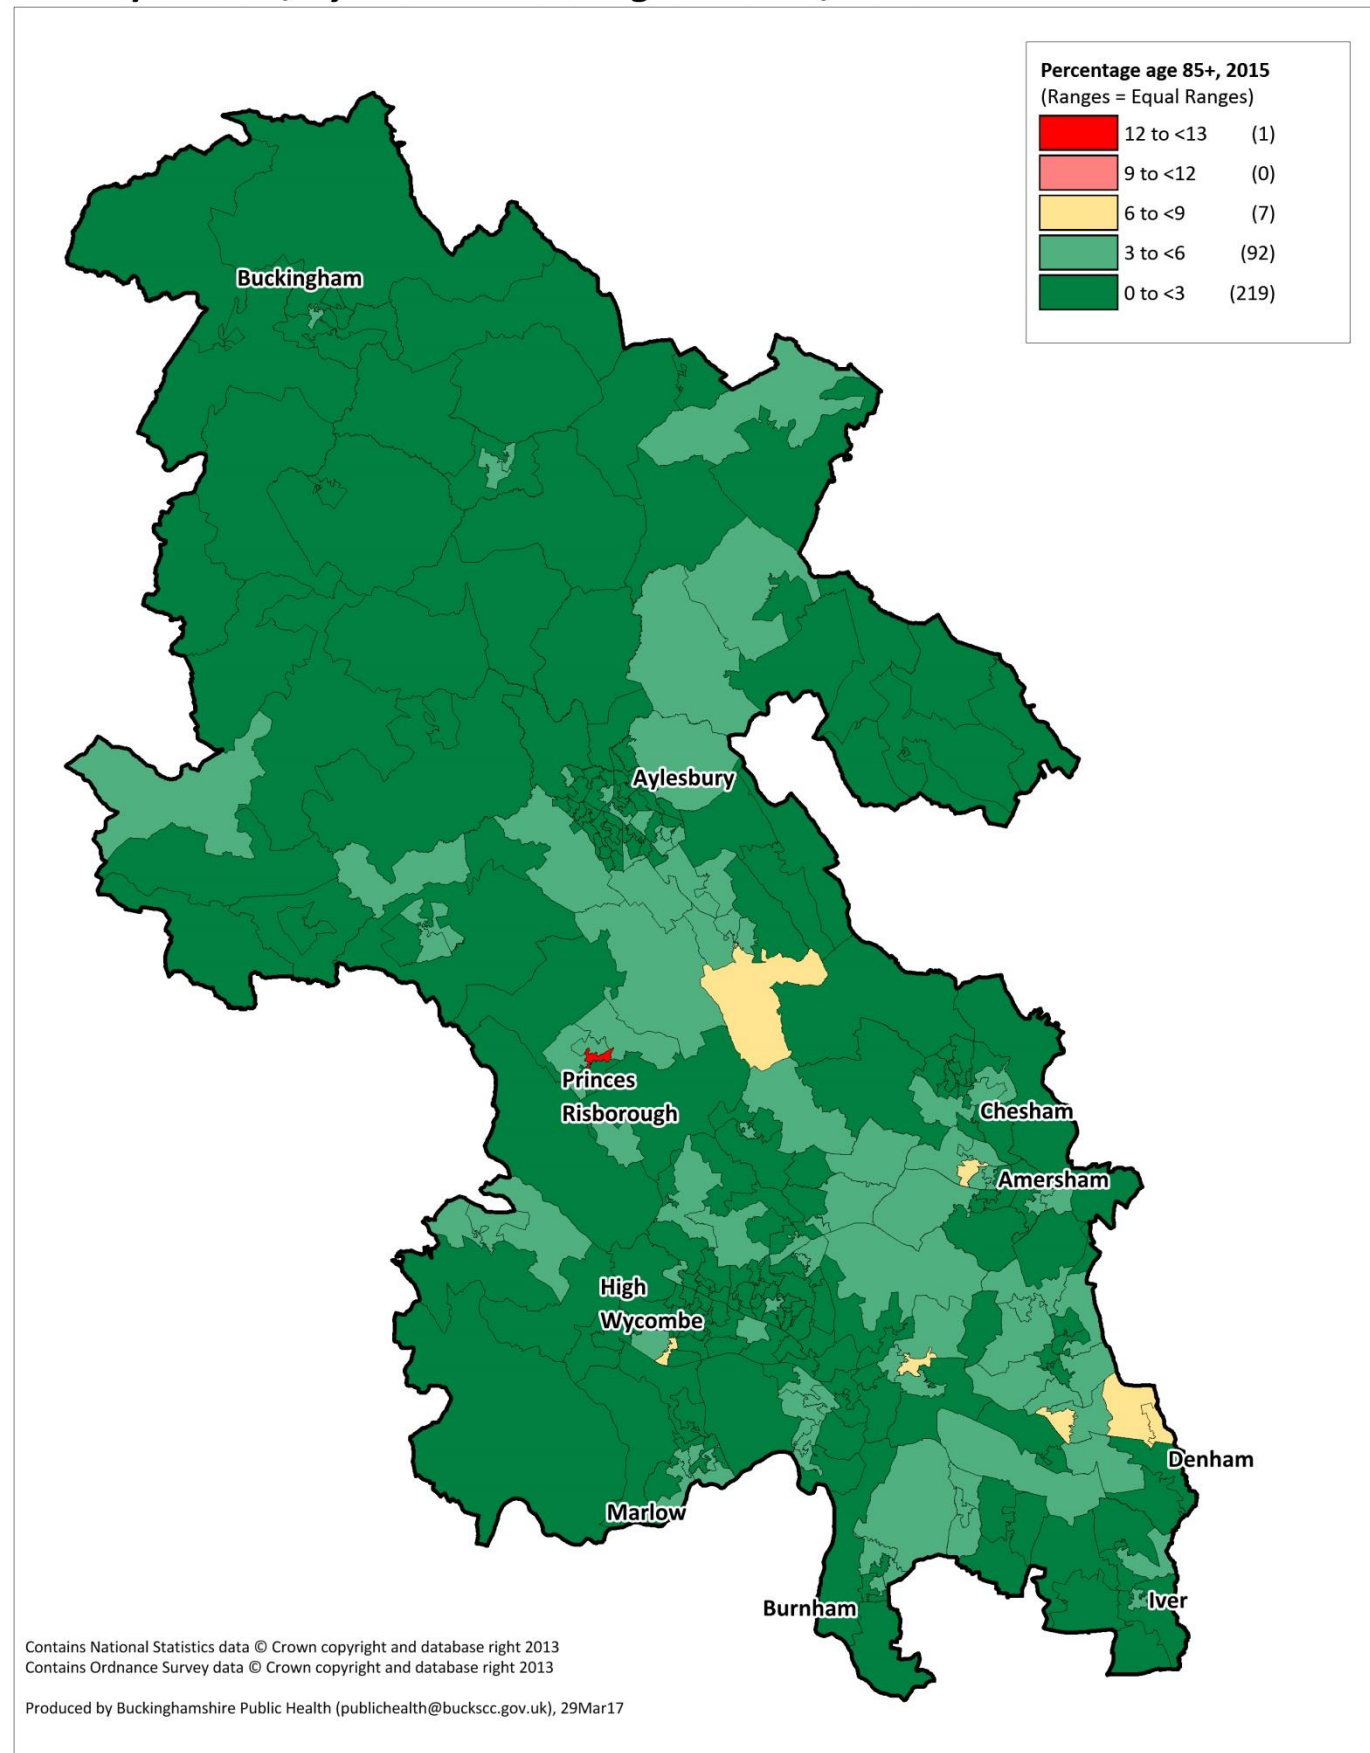 Percentage age 85+, 2015
(Ranges = Equal Ranges)
12 to <13 (1)
9 to <12 (0)
6 to <9 (7)
3 to <6 (92)
0 to <3 (219)
Buckingham
Aylesbury
Princes
Risborough
Chesham
Amersham
High
Wycombe
Denham
Marlow
Iver
Burnham
Contains National Statistics data © Crown copyright and database right 2013
Contains Ordnance Survey data © Crown copyright and database right 2013
Produced by Buckinghamshire Public Health (publichealth@buckscc.gov.uk), 29Mar17